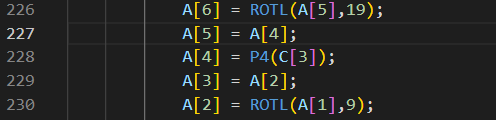 226 A[6] = ROTL(A[5],19);
227 A[5] = A[4];
228 A[4] = P4(C[3]);
229 A[3] = A[2];
230 A[2] = ROTL(A[1],9);